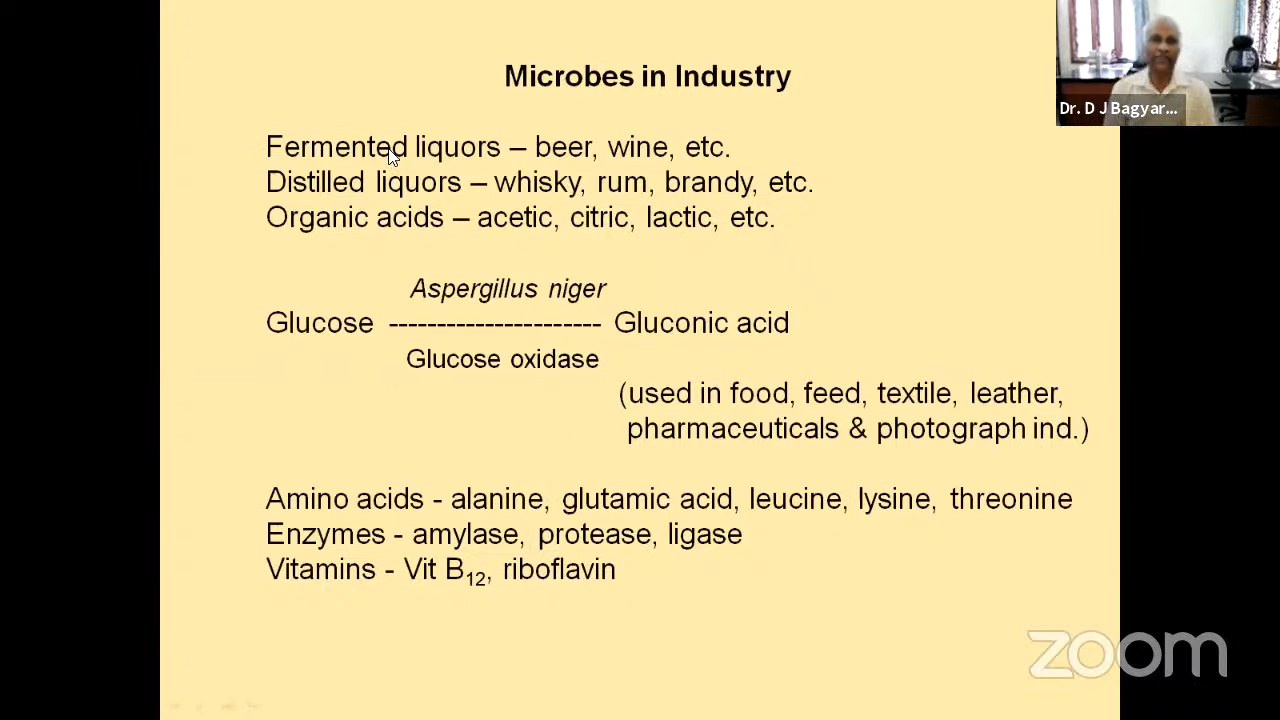 Microbes in Industry
Dr. D J Bagyar...
Fermented liquors – beer, wine, etc.
Distilled liquors – whisky, rum, brandy, etc.
Organic acids – acetic, citric, lactic, etc.
Aspergillus niger
Glucose ---------------------- Gluconic acid
Glucose oxidase
(used in food, feed, textile, leather,
pharmaceuticals & photograph ind.)
Amino acids - alanine, glutamic acid, leucine, lysine, threonine
Enzymes - amylase, protease, ligase
Vitamins - Vit B12, riboflavin
zoom